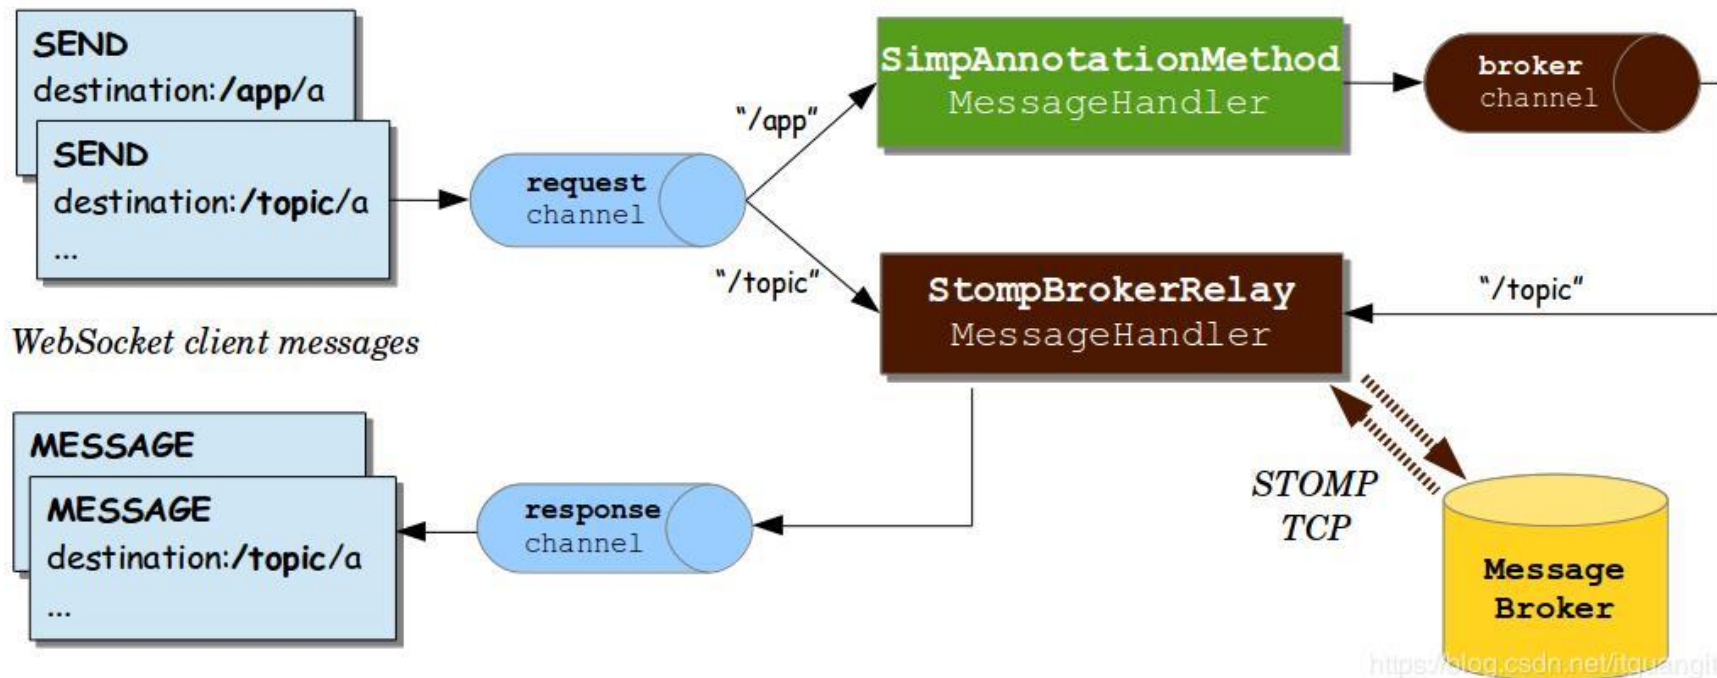 SEND
destination:/app/a
SEND
destination:/topic/a
...
WebSocket client messages
request
channel
"/app"
"/topic"
SimpAnnotationMethod
MessageHandler
broker
channel
StompBrokerRelay
MessageHandler
"/topic"
MESSAGE
MESSAGE
destination:/topic/a
...
response
channel
STOMP
TCP
Message
Broker
https://blog.csdn.net/itguangit